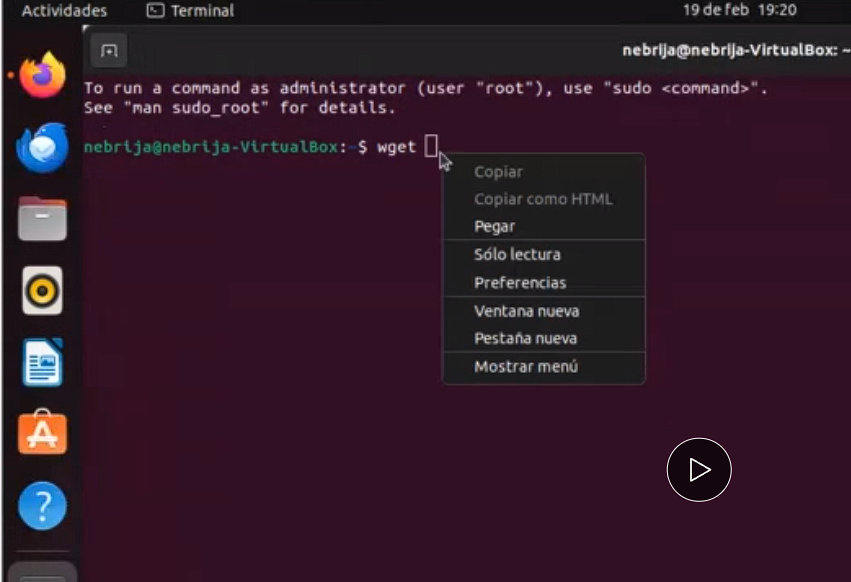 Actividades Terminal 19 de feb 19:20
nebrija@nebrija-VirtualBox: ~
To run a command as administrator (user "root"), use "sudo <command>".
See "man sudo_root" for details.
nebrija@nebrija-VirtualBox:~$ wget
Copiar
Copiar como HTML
Pegar
Sólo lectura
Preferencias
Ventana nueva
Pestaña nueva
Mostrar menú